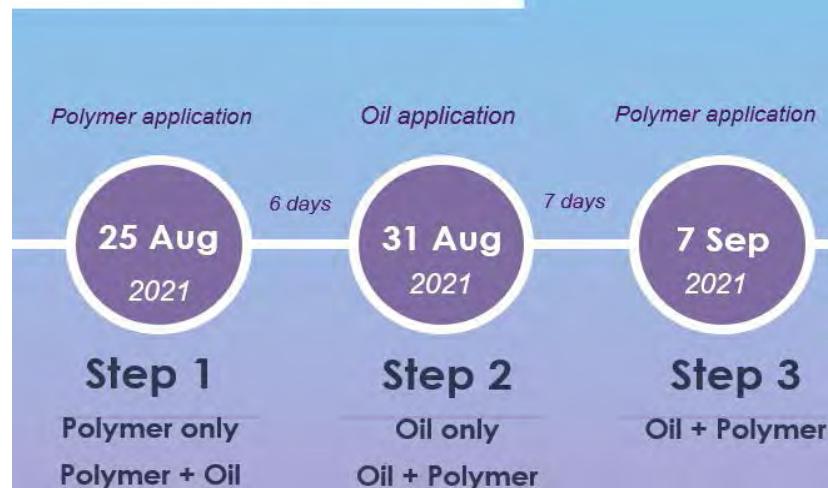 Polymer application
Oil application
Polymer application
6 days
7 days
25 Aug
2021
31 Aug
2021
7 Sep
2021
Step 1
Step 2
Step 3
Polymer only
Oil only
Oil + Polymer
Polymer + Oil
Oil + Polymer